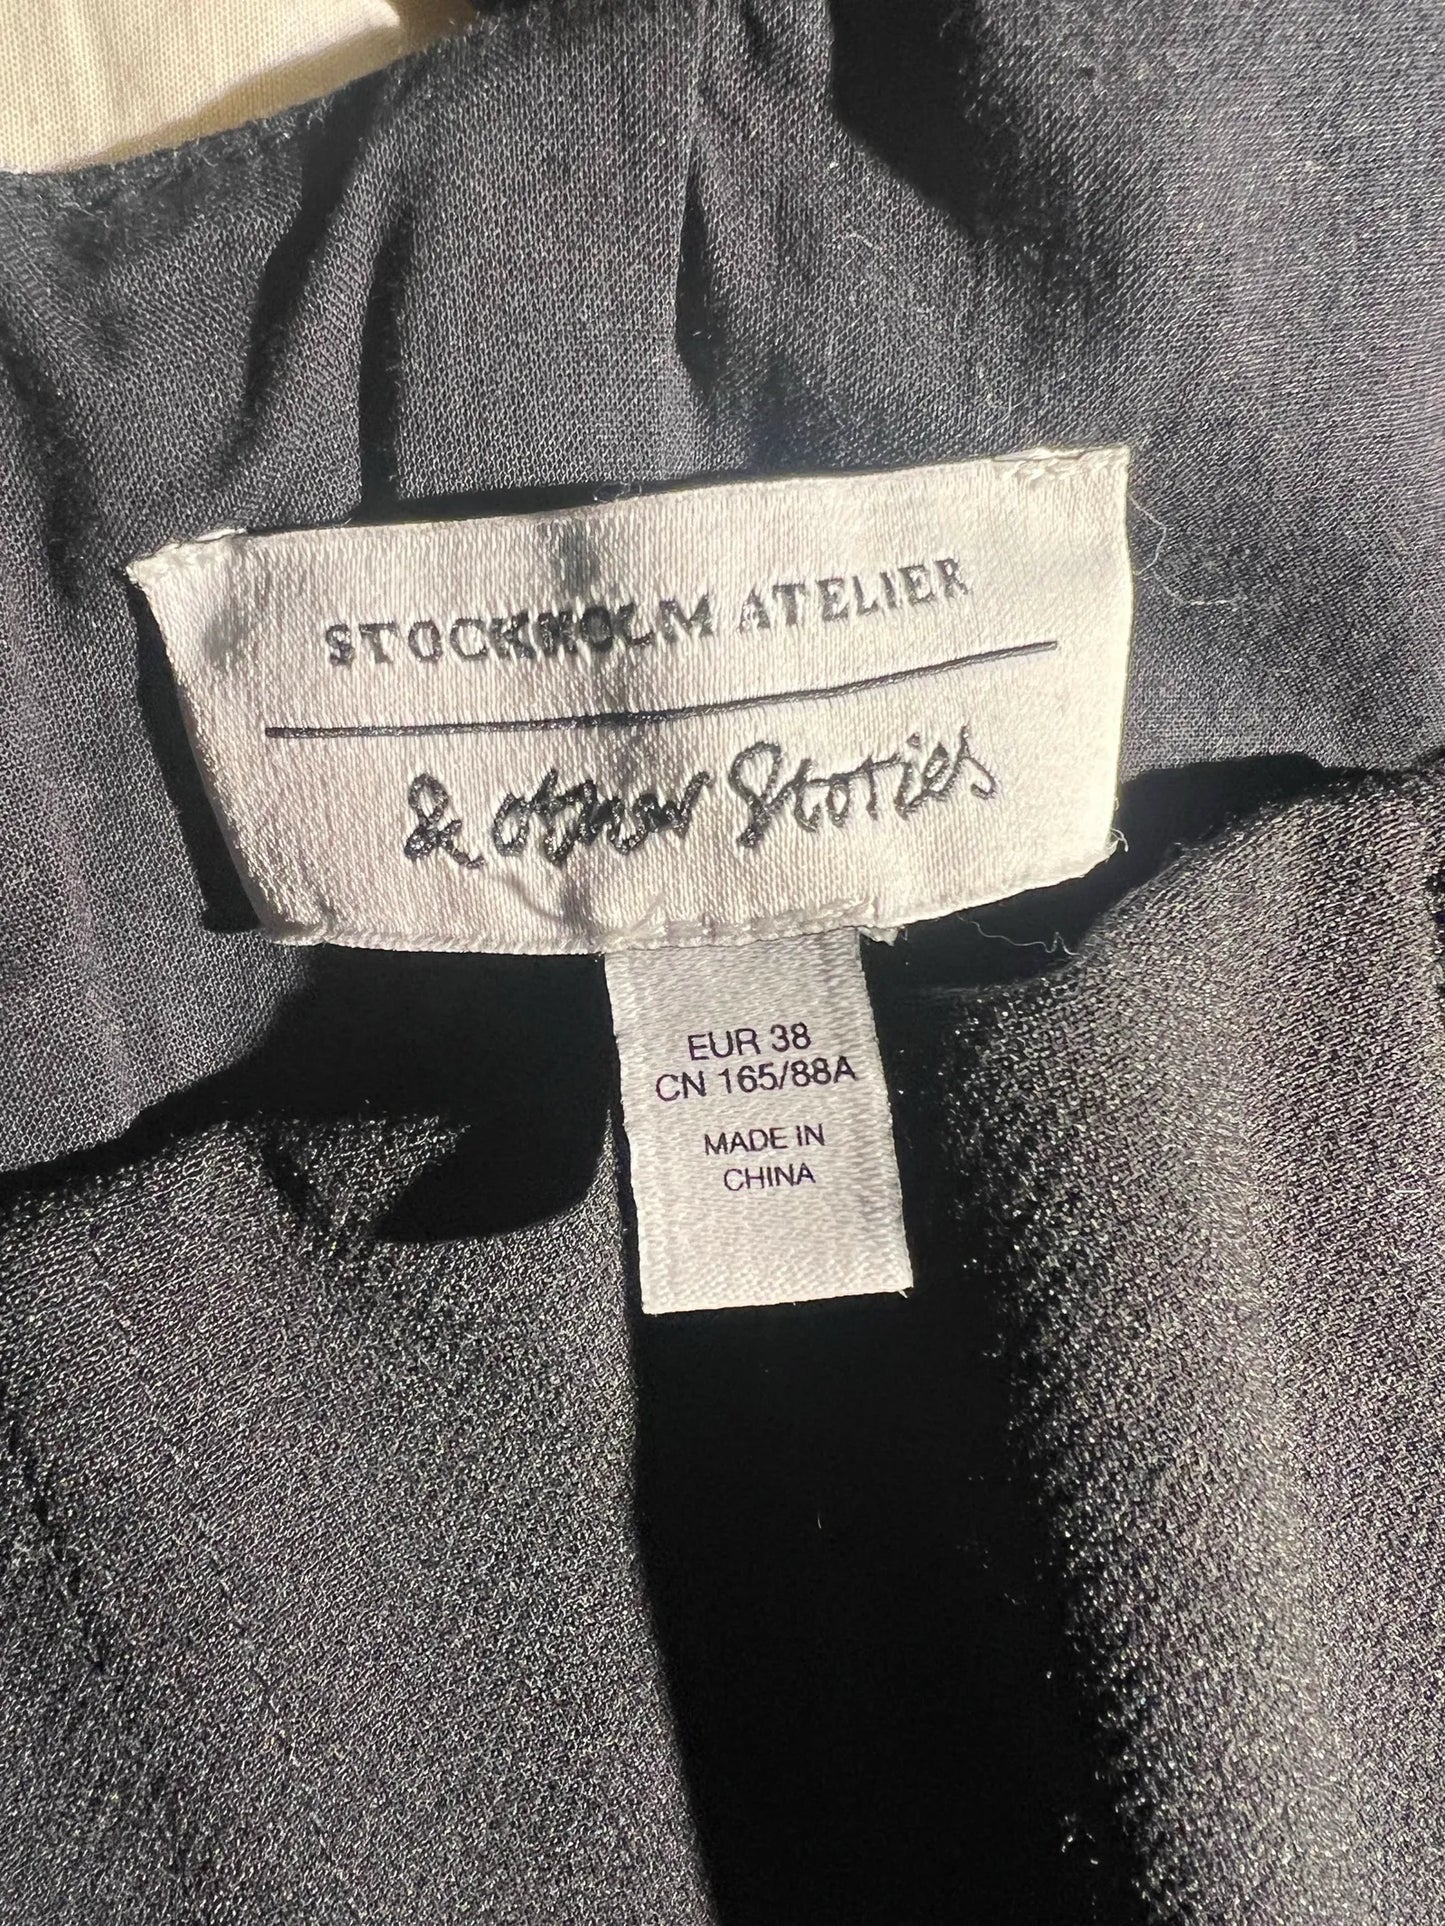 STOCKHOLM ATELIER
& other Stories
EUR 38
CN 165/88A
MADE IN
CHINA